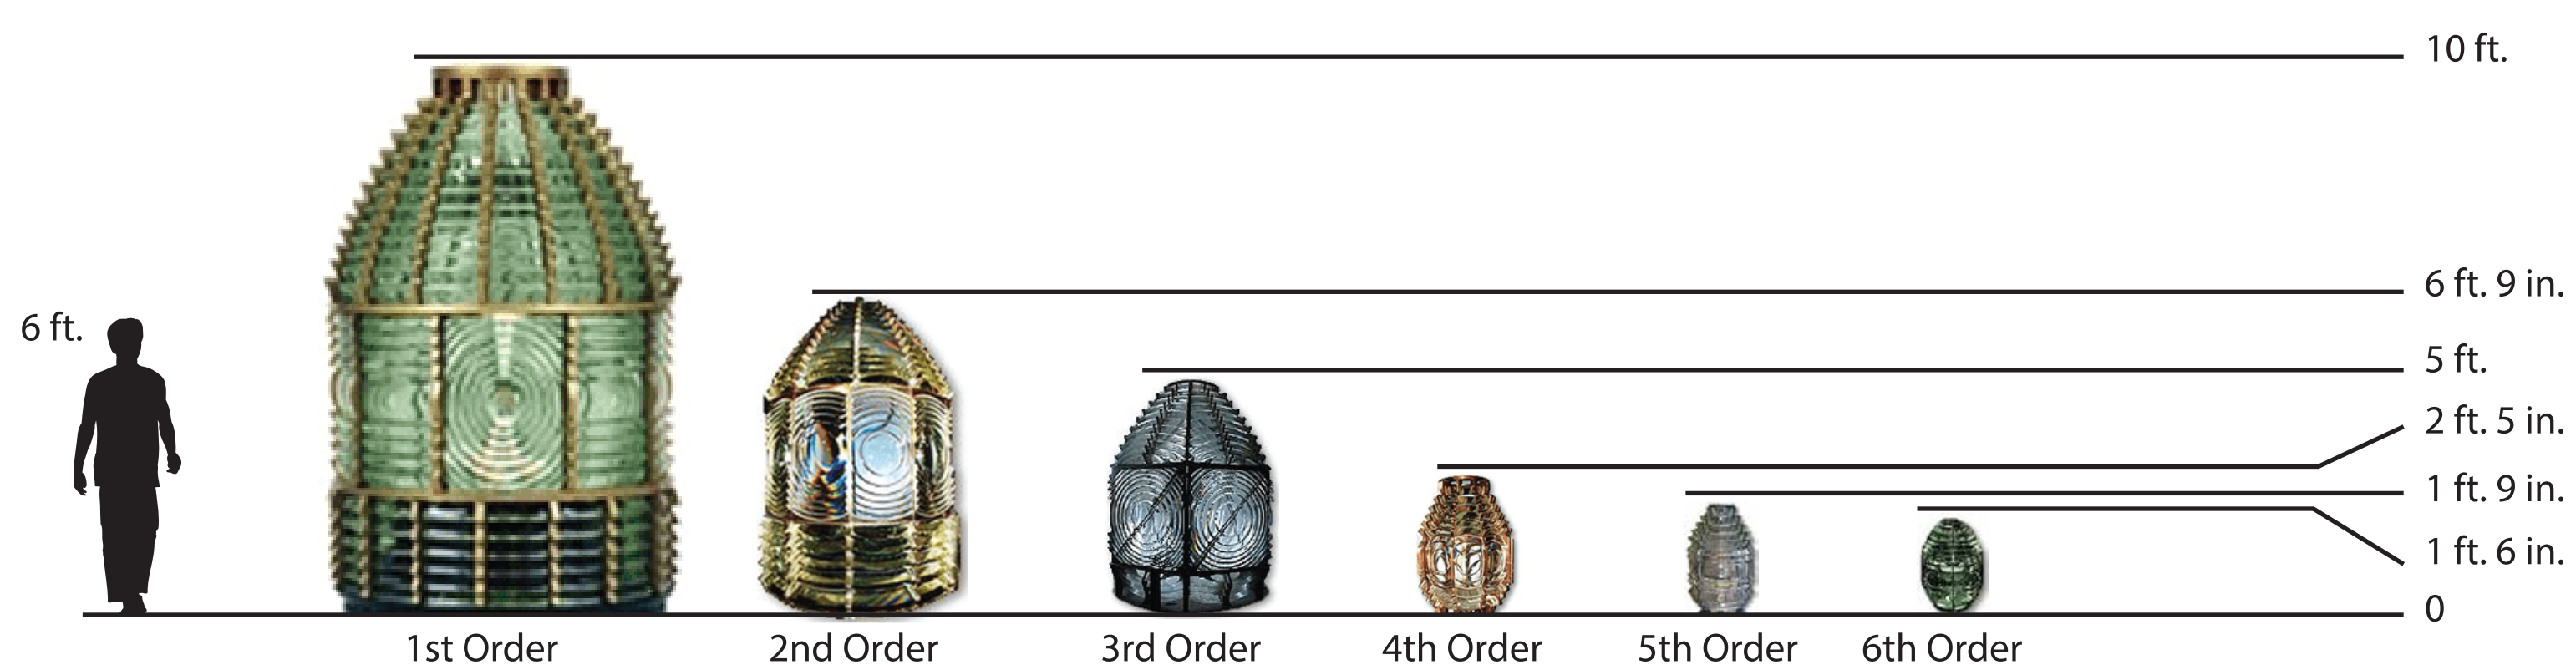 10 ft.
6 ft. 9 in.
6 ft.
5 ft.
2 ft. 5 in.
1 ft. 9 in.
1 ft. 6 in.
0
1st Order
2nd Order
3rd Order
4th Order
5th Order
6th Order